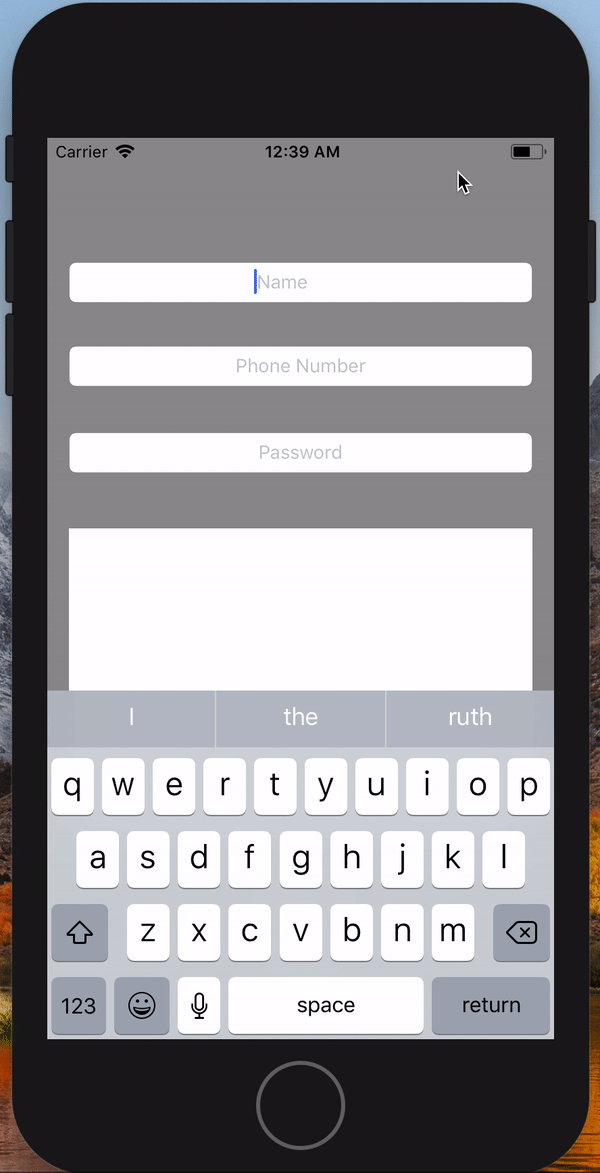 Carrier 12:39 AM
Name
Phone Number
Password
I the ruth
q w e r t y u i o p
a s d f g h j k l
z x c v b n m
123 space return